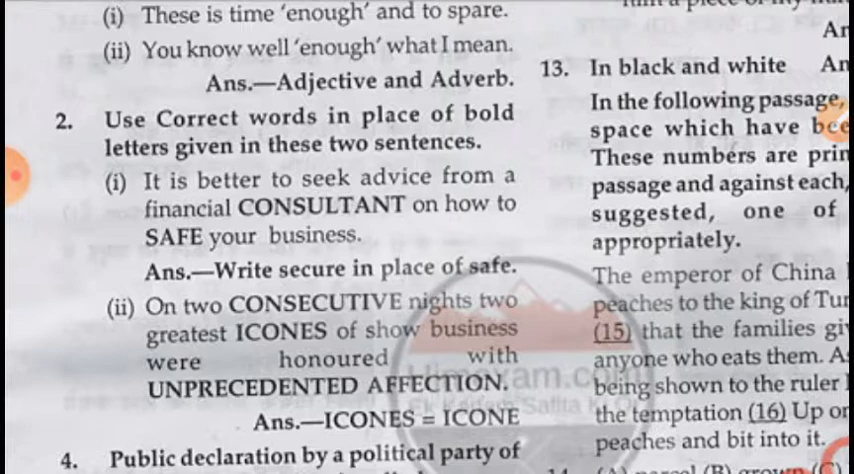 (i) These is time ‘enough’ and to spare.
(ii) You know well ‘enough’ what I mean.
Ans.—Adjective and Adverb.
2. Use Correct words in place of bold
letters given in these two sentences.
(i) It is better to seek advice from a
financial CONSULTANT on how to
SAFE your business.
Ans.—Write secure in place of safe.
(ii) On two CONSECUTIVE nights two
greatest ICONES of show business
were honoured with
UNPRECEDENTED AFFECTION.
Ans.—ICONES = ICONE
4. Public declaration by a political party of
13. In black and white
In the following passage,
space which have bee
These numbers are prin
passage and against each,
suggested, one of
appropriately.
The emperor of China
peaches to the king of Tur
(15) that the families giv
anyone who eats them. A
being shown to the ruler
the temptation (16) Up on
peaches and bit into it.